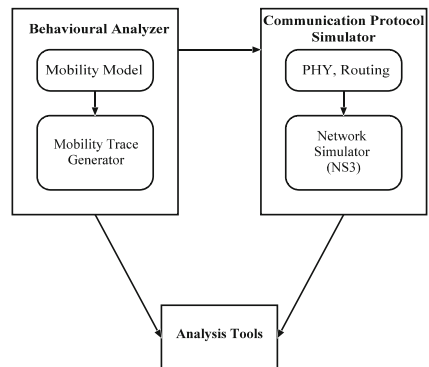 Behavioural Analyzer
Mobility Model
Mobility Trace
Generator
Communication Protocol
Simulator
PHY, Routing
Network
Simulator
(NS3)
Analysis Tools